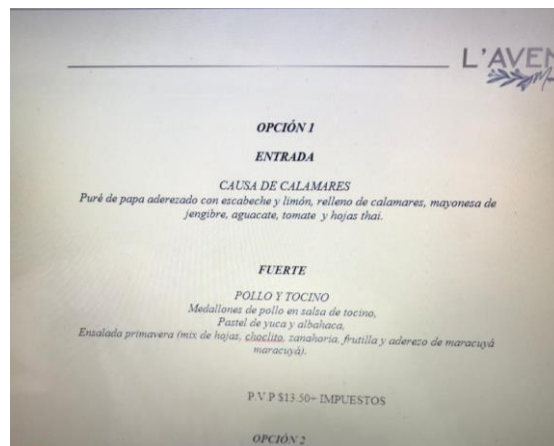 L'AVEN
OPCIÓN 1
ENTRADA
CAUSA DE CALAMARES
Puré de papa aderezado con escabeche y limón, relleno de calamares, mayonesa de
jengibre, aguacate, tomate y hojas thai.
FUERTE
POLLO Y TOCINO
Medallones de pollo en salsa de tocino,
Pastel de yuca y albahaca,
Ensalada primavera (mix de hojas, choclito, zanahoria, frutilla y aderezo de maracuyá
maracuyá).
P.V.P $13.50+ IMPUESTOS
OPCIÓN 2